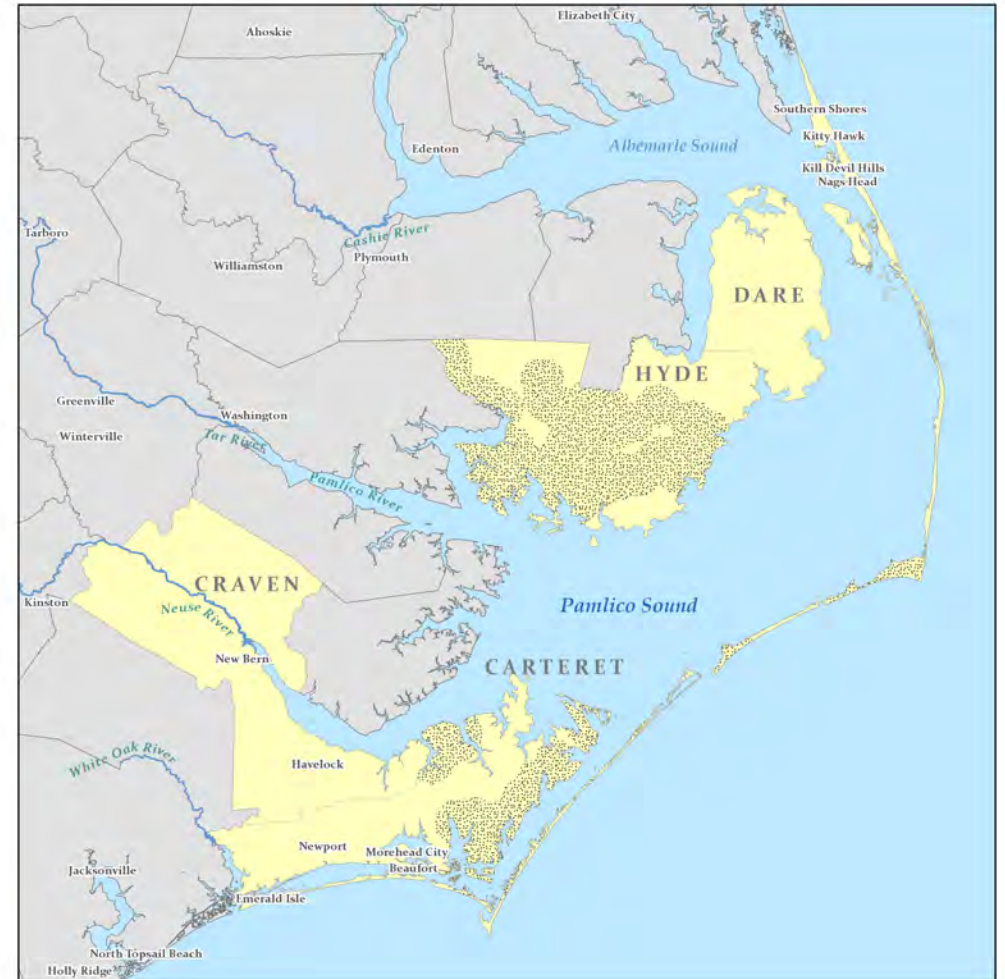 Elizabeth City
Ahoskie
Southern Shores
Kitty Hawk
Edenton
Albemarle Sound
Kill Devil Hills
Nags Head
Tarboro
Cashie River
Plymouth
Williamston
DARE
HYDE
Greenville
Washington
Winterville
Tar River
Pamlico River
CRAVEN
Kinston
Neuse River
Pamlico Sound
New Bern
CARTERET
White Oak River
Havelock
Newport
Morehead City
Beaufort
Jacksonville
Emerald Isle
North Topsail Beach
Holly Ridge